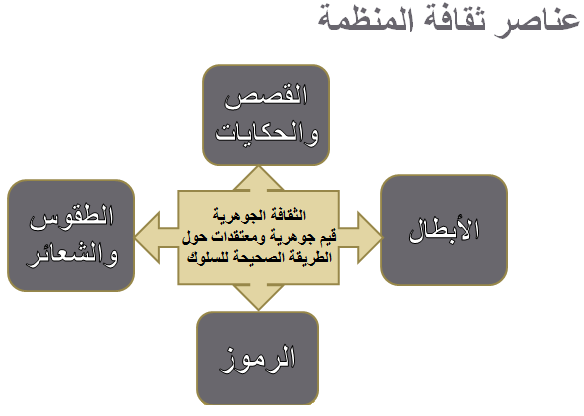 عناصر ثقافة المنظمة
القصص
والحكايات
الأبطال
الثقافة الجوهرية
قيم جوهرية ومعتقدات حول
الطريقة الصحيحة للسلوك
الطقوس
والشعائر
الرموز